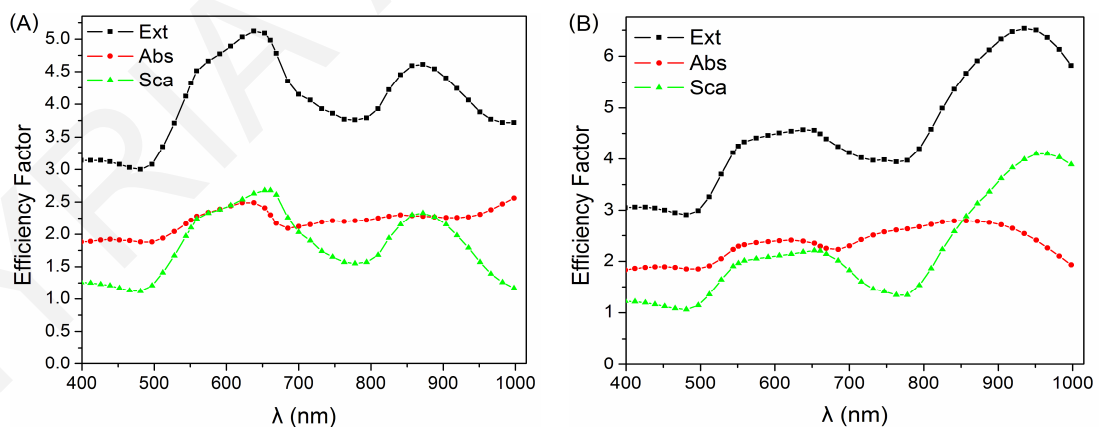 (A)
Ext
Abs
Sca
Efficiency Factor
5.0
4.5
4.0
3.5
3.0
2.5
2.0
1.5
1.0
0.5
0.0
400 500 600 700 800 900 1000
λ (nm)
(B)
Ext
Abs
Sca
Efficiency Factor
6
5
4
3
2
1
0
400 500 600 700 800 900 1000
λ (nm)
YRIA